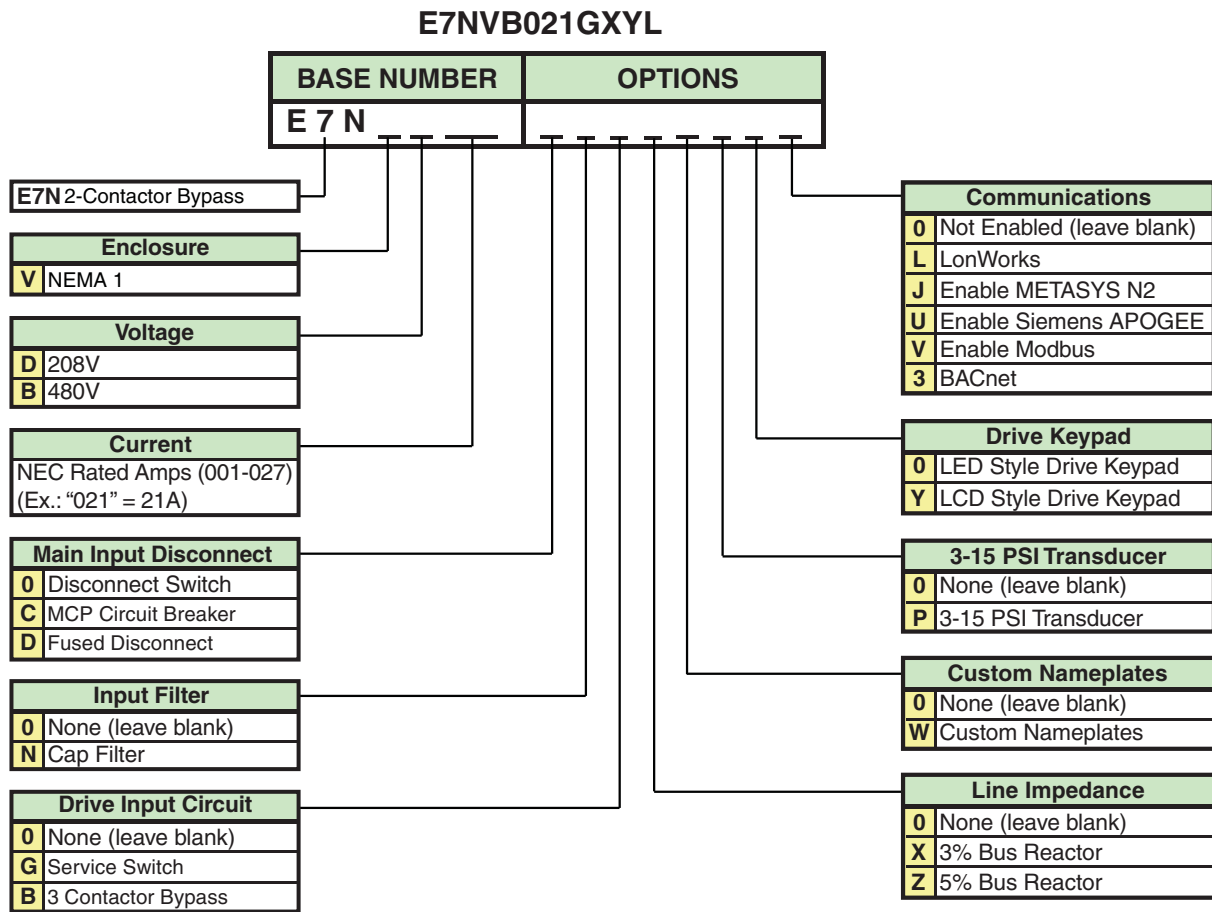 E7NVB021GXYL
BASE NUMBER OPTIONS
E 7 N _ _ __ _ _ _ _ _ _ _ _
E7N 2-Contactor Bypass
Enclosure
V NEMA 1
Voltage
D 208V
B 480V
Current
NEC Rated Amps (001-027)
(Ex.: “021” = 21A)
Main Input Disconnect
0 Disconnect Switch
C MCP Circuit Breaker
D Fused Disconnect
Input Filter
0 None (leave blank)
N Cap Filter
Drive Input Circuit
0 None (leave blank)
G Service Switch
B 3 Contactor Bypass
Communications
0 Not Enabled (leave blank)
L LonWorks
J Enable METASYS N2
U Enable Siemens APOGEE
V Enable Modbus
3 BACnet
Drive Keypad
0 LED Style Drive Keypad
Y LCD Style Drive Keypad
3-15 PSI Transducer
0 None (leave blank)
P 3-15 PSI Transducer
Custom Nameplates
0 None (leave blank)
W Custom Nameplates
Line Impedance
0 None (leave blank)
X 3% Bus Reactor
Z 5% Bus Reactor